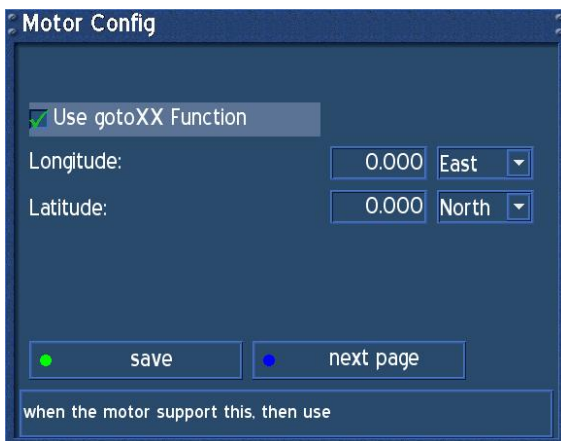 Motor Config
Use gotoXX Function
Longitude: 0.000 East
Latitude: 0.000 North
save next page
when the motor support this, then use